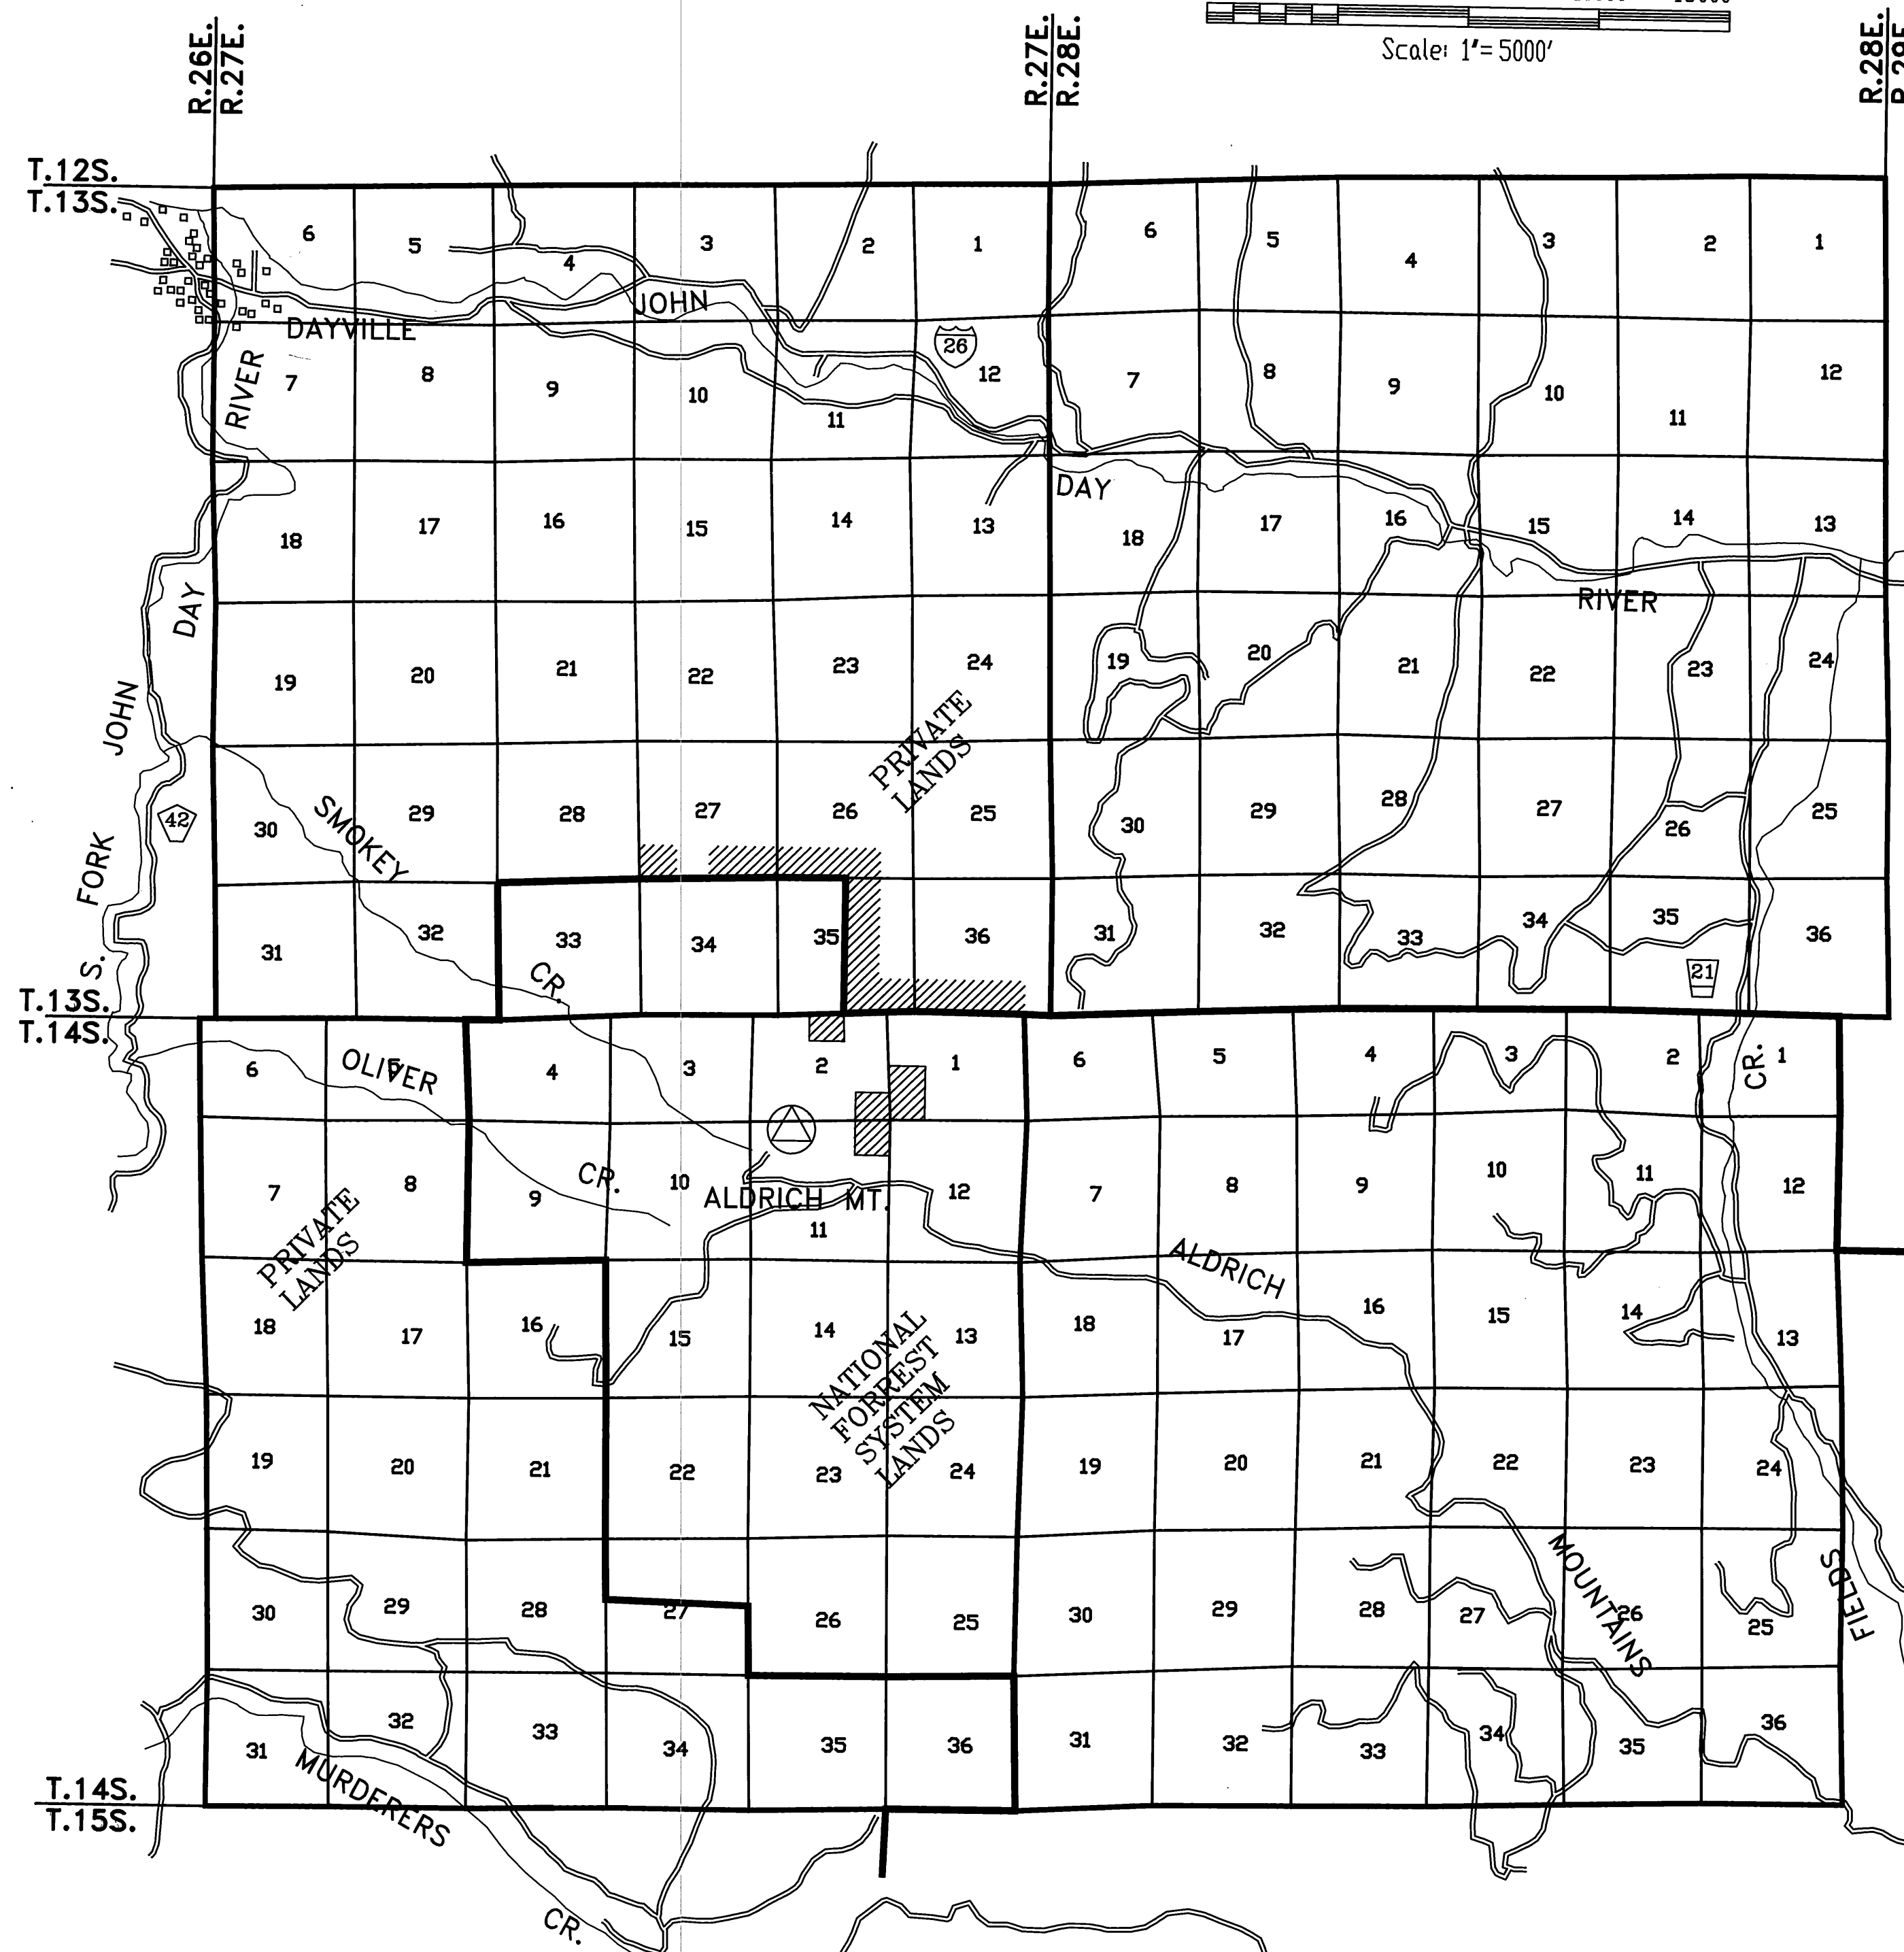 Scale: 1"= 5000'
R.26E.
R.27E.
R.27E.
R.28E.
R.28E.
T.12S.
T.13S.
6 5 4 3 2 1 6 5 4 3 2 1
JOHN
DAYVILLE
26
RIVER
7 8 9 10 11 12 7 8 9 10 11 12
DAY
18 17 16 15 14 13 18 17 16 15 14 13
DAY
RIVER
19 20 21 22 23 24 19 20 21 22 23 24
JOHN
PRIVATE
LANDS
SMOKEY
42
30 29 28 27 26 25 30 29 28 27 26 25
FORK
31 32 33 34 35 36 31 32 33 34 35 36
S.
CR.
21
T.13S.
T.14S.
6 5 4 3 2 1 6 5 4 3 2 1
OLIVER
CR.
7 8 9 10 11 12 7 8 9 10 11 12
CR.
ALDRICH MT.
PRIVATE
LANDS
ALDRICH
18 17 16 15 14 13 18 17 16 15 14 13
NATIONAL
FORREST
SYSTEM
LANDS
19 20 21 22 23 24 19 20 21 22 23 24
MOUNTAINS
FIELDS
30 29 28 27 26 25 30 29 28 27 26 25
31 32 33 34 35 36 31 32 33 34 35 36
MURDERERS
T.14S.
T.15S.
CR.